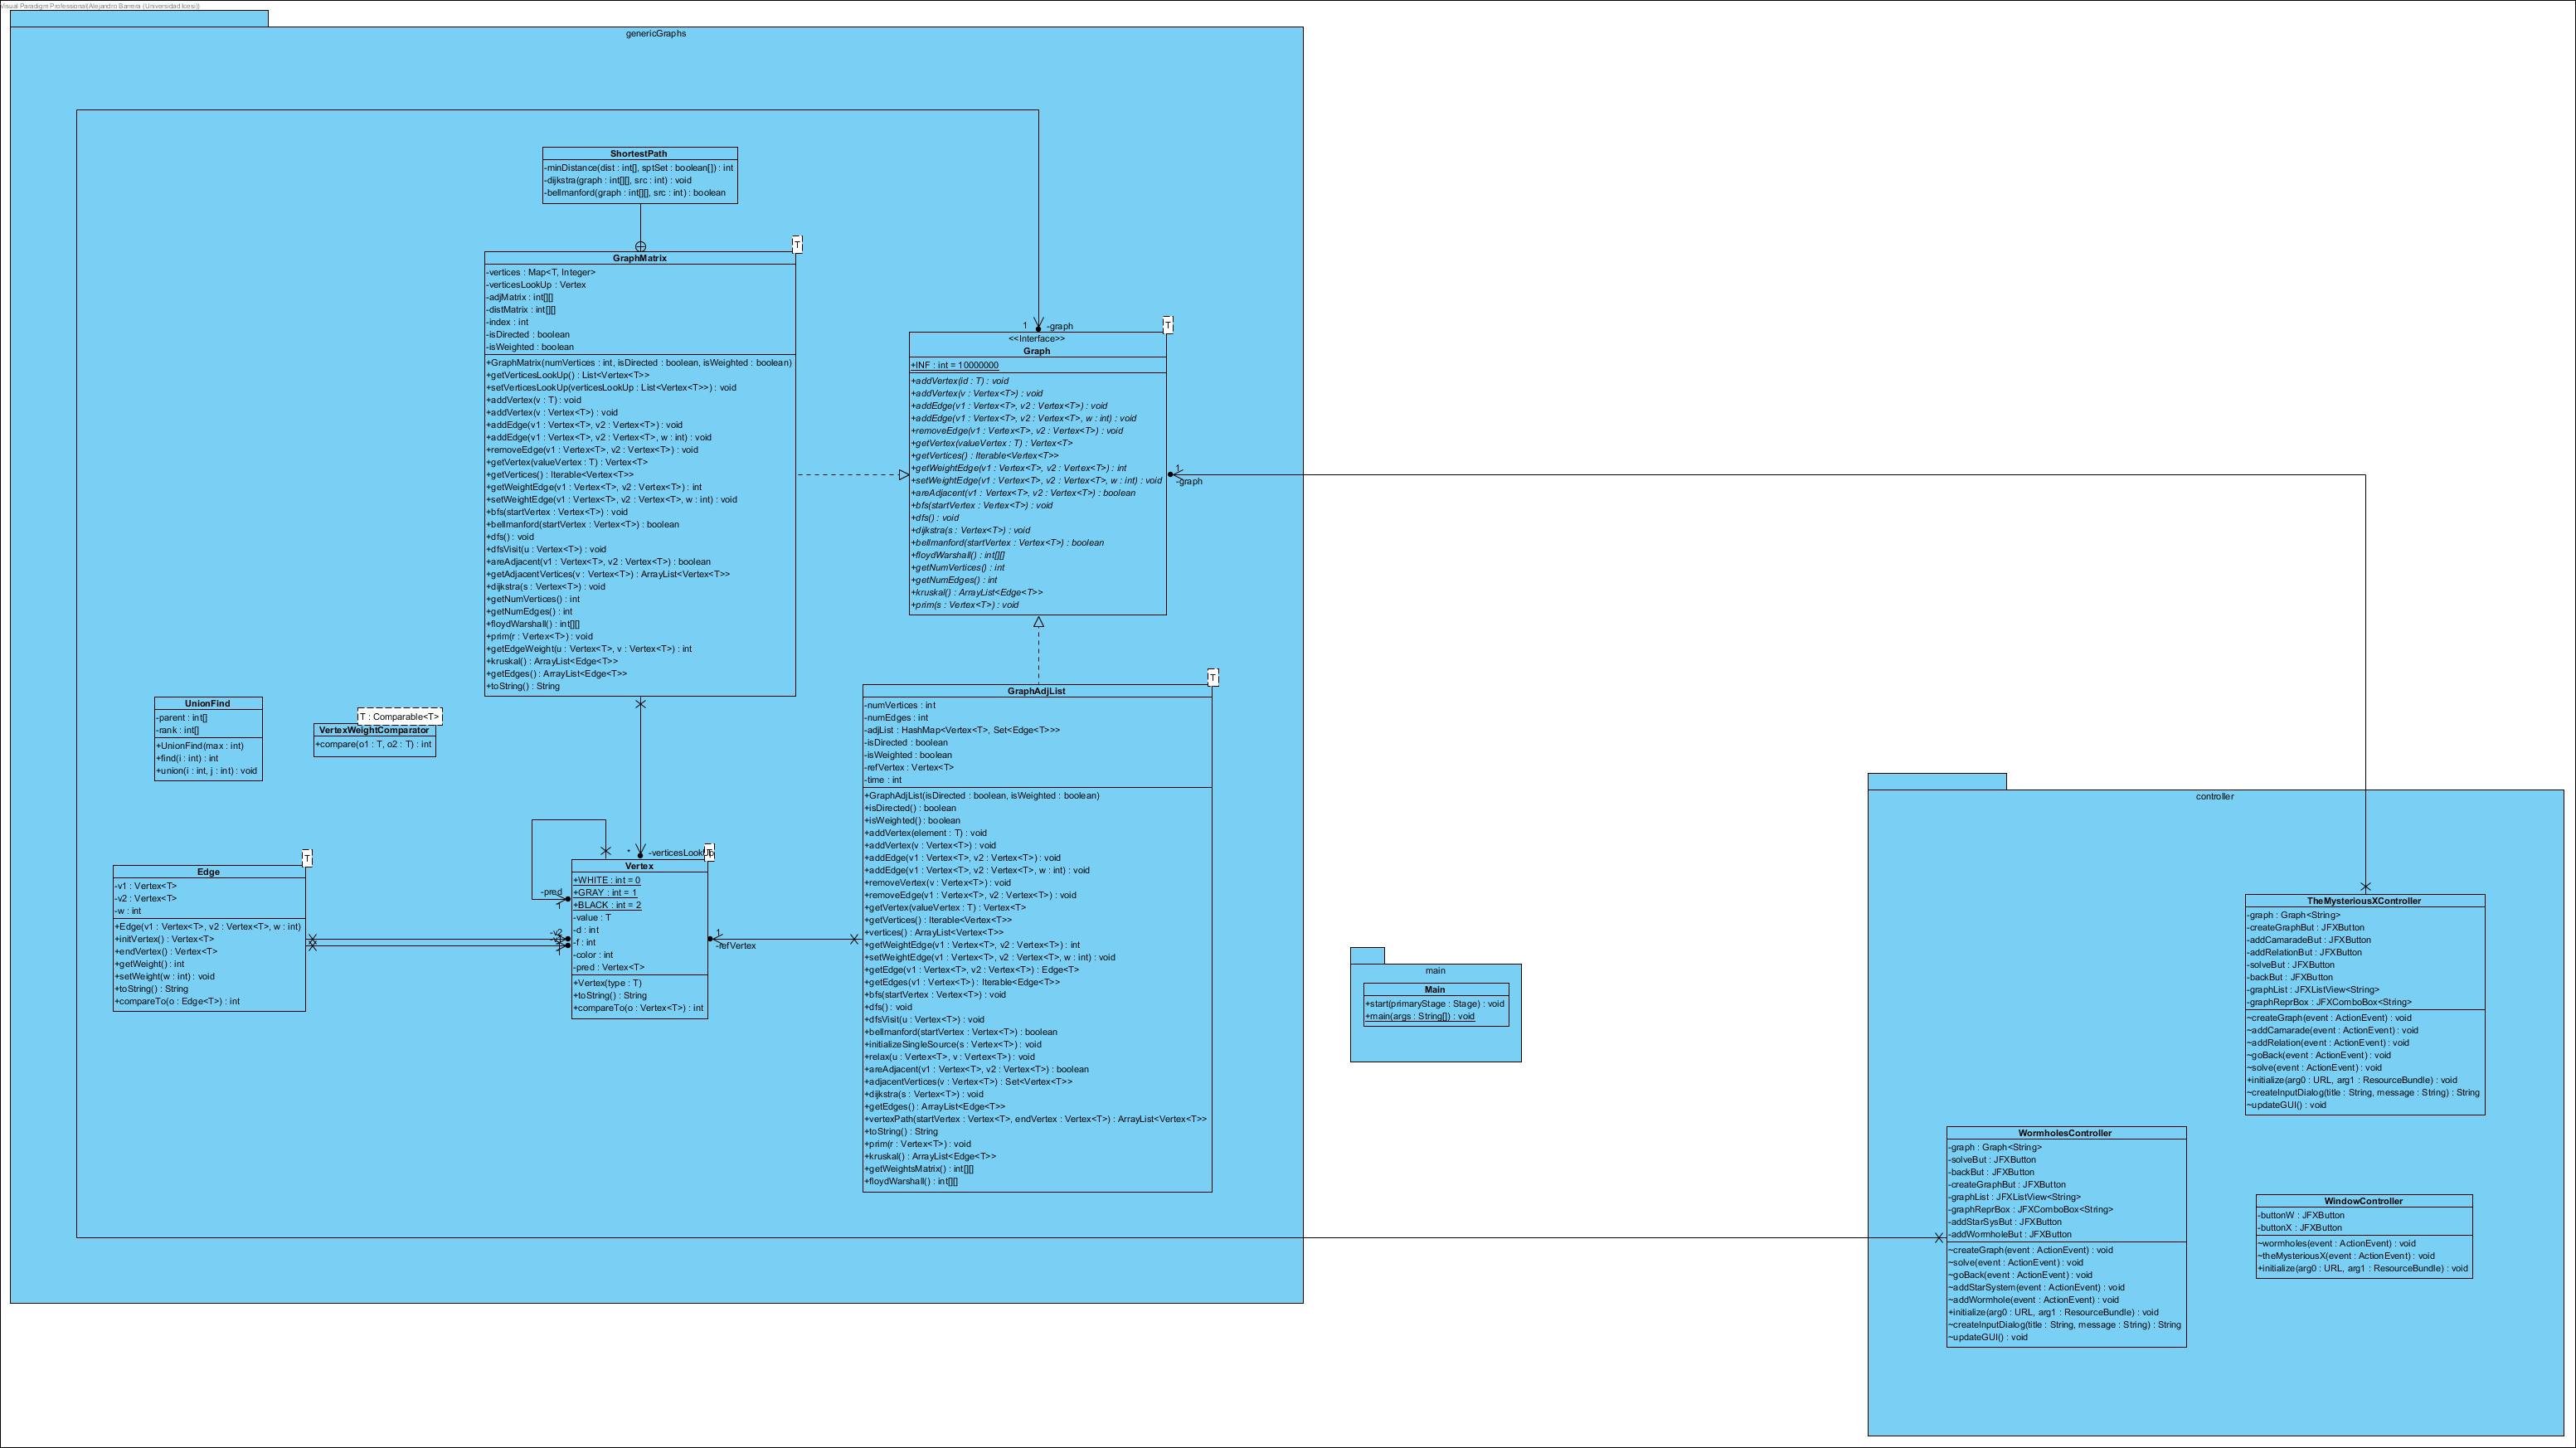 Visual Paradigm Professional(Alejandro Barrera (Universidad Icesi))
genericGraphs
ShortestPath
-minDistance(dist : int[], sptSet : boolean[]) : int
-dijkstra(graph : int[][], src : int) : void
-bellmanford(graph : int[][], src : int) : boolean
T
GraphMatrix
-vertices : Map<T, Integer>
-verticesLookUp : Vertex
-adjMatrix : int[][]
-distMatrix : int[][]
-index : int
-isDirected : boolean
-isWeighted : boolean
+GraphMatrix(numVertices : int, isDirected : boolean, isWeighted : boolean)
+getVerticesLookUp() : List<Vertex<T>>
+setVerticesLookUp(verticesLookUp : List<Vertex<T>>) : void
+addVertex(v : T) : void
+addVertex(v : Vertex<T>) : void
+addEdge(v1 : Vertex<T>, v2 : Vertex<T>) : void
+addEdge(v1 : Vertex<T>, v2 : Vertex<T>, w : int) : void
+removeEdge(v1 : Vertex<T>, v2 : Vertex<T>) : void
+getVertex(valueVertex : T) : Vertex<T>
+getVertices() : Iterable<Vertex<T>>
+getWeightEdge(v1 : Vertex<T>, v2 : Vertex<T>) : int
+setWeightEdge(v1 : Vertex<T>, v2 : Vertex<T>, w : int) : void
+bfs(startVertex : Vertex<T>) : void
+bellmanford(startVertex : Vertex<T>) : boolean
+dfs() : void
+dfsVisit(u : Vertex<T>) : void
+areAdjacent(v1 : Vertex<T>, v2 : Vertex<T>) : boolean
+getAdjacentVertices(v : Vertex<T>) : ArrayList<Vertex<T>>
+dijkstra(s : Vertex<T>) : void
+getNumVertices() : int
+getNumEdges() : int
+floydWarshall() : int[][]
+prim(r : Vertex<T>) : void
+getEdgeWeight(u : Vertex<T>, v : Vertex<T>) : int
+kruskal() : ArrayList<Edge<T>>
+getEdges() : ArrayList<Edge<T>>
+toString() : String
1
-graph
T
<<Interface>>
Graph
+INF : int = 10000000
+addVertex(id : T) : void
+addVertex(v : Vertex<T>) : void
+addEdge(v1 : Vertex<T>, v2 : Vertex<T>) : void
+addEdge(v1 : Vertex<T>, v2 : Vertex<T>, w : int) : void
+removeEdge(v1 : Vertex<T>, v2 : Vertex<T>) : void
+getVertex(valueVertex : T) : Vertex<T>
+getVertices() : Iterable<Vertex<T>>
+getWeightEdge(v1 : Vertex<T>, v2 : Vertex<T>) : int
+setWeightEdge(v1 : Vertex<T>, v2 : Vertex<T>, w : int) : void
+areAdjacent(v1 : Vertex<T>, v2 : Vertex<T>) : boolean
+bfs(startVertex : Vertex<T>) : void
+dfs() : void
+dijkstra(s : Vertex<T>) : void
+bellmanford(startVertex : Vertex<T>) : boolean
+floydWarshall() : int[][]
+getNumVertices() : int
+getNumEdges() : int
+kruskal() : ArrayList<Edge<T>>
+prim(s : Vertex<T>) : void
1
-graph
UnionFind
-parent : int[]
-rank : int[]
+UnionFind(max : int)
+find(i : int) : int
+union(i : int, j : int) : void
T : Comparable<T>
VertexWeightComparator
+compare(o1 : T, o2 : T) : int
T
GraphAdjList
-numVertices : int
-numEdges : int
-adjList : HashMap<Vertex<T>, Set<Edge<T>>>
-isDirected : boolean
-isWeighted : boolean
-refVertex : Vertex<T>
-time : int
+GraphAdjList(isDirected : boolean, isWeighted : boolean)
+isDirected() : boolean
+isWeighted() : boolean
+addVertex(element : T) : void
+addVertex(v : Vertex<T>) : void
+addEdge(v1 : Vertex<T>, v2 : Vertex<T>) : void
+addEdge(v1 : Vertex<T>, v2 : Vertex<T>, w : int) : void
+removeVertex(v : Vertex<T>) : void
+removeEdge(v1 : Vertex<T>, v2 : Vertex<T>) : void
+getVertex(valueVertex : T) : Vertex<T>
+getVertices() : Iterable<Vertex<T>>
+vertices() : ArrayList<Vertex<T>>
+getWeightEdge(v1 : Vertex<T>, v2 : Vertex<T>) : int
+setWeightEdge(v1 : Vertex<T>, v2 : Vertex<T>, w : int) : void
+getEdge(v1 : Vertex<T>, v2 : Vertex<T>) : Edge<T>
+getEdges(v1 : Vertex<T>) : Iterable<Edge<T>>
+bfs(startVertex : Vertex<T>) : void
+dfs() : void
+dfsVisit(u : Vertex<T>) : void
+bellmanford(startVertex : Vertex<T>) : boolean
+initializeSingleSource(s : Vertex<T>) : void
+relax(u : Vertex<T>, v : Vertex<T>) : void
+areAdjacent(v1 : Vertex<T>, v2 : Vertex<T>) : boolean
+adjacentVertices(v : Vertex<T>) : Set<Vertex<T>>
+dijkstra(s : Vertex<T>) : void
+getEdges() : ArrayList<Edge<T>>
+vertexPath(startVertex : Vertex<T>, endVertex : Vertex<T>) : ArrayList<Vertex<T>>
+toString() : String
+prim(r : Vertex<T>) : void
+kruskal() : ArrayList<Edge<T>>
+getWeightsMatrix() : int[][]
+floydWarshall() : int[][]
T
Edge
-v1 : Vertex<T>
-v2 : Vertex<T>
-w : int
+Edge(v1 : Vertex<T>, v2 : Vertex<T>, w : int)
+initVertex() : Vertex<T>
+endVertex() : Vertex<T>
+getWeight() : int
+setWeight(w : int) : void
+toString() : String
+compareTo(o : Edge<T>) : int
*
-verticesLookUp
Vertex
+WHITE : int = 0
+GRAY : int = 1
+BLACK : int = 2
-value : T
-d : int
-f : int
-color : int
-pred : Vertex<T>
+Vertex(type : T)
+toString() : String
+compareTo(o : Vertex<T>) : int
-pred
1
-v2
1
-refVertex
main
Main
+start(primaryStage : Stage) : void
+main(args : String[]) : void
controller
TheMysteriousXController
-graph : Graph<String>
-createGraphBut : JFXButton
-addCamaradeBut : JFXButton
-addRelationBut : JFXButton
-solveBut : JFXButton
-backBut : JFXButton
-graphList : JFXListView<String>
-graphReprBox : JFXComboBox<String>
~createGraph(event : ActionEvent) : void
~addCamarade(event : ActionEvent) : void
~addRelation(event : ActionEvent) : void
~goBack(event : ActionEvent) : void
~solve(event : ActionEvent) : void
+initialize(arg0 : URL, arg1 : ResourceBundle) : void
~createInputDialog(title : String, message : String) : String
~updateGUI() : void
WormholesController
-graph : Graph<String>
-solveBut : JFXButton
-backBut : JFXButton
-createGraphBut : JFXButton
-graphList : JFXListView<String>
-graphReprBox : JFXComboBox<String>
-addStarSysBut : JFXButton
-addWormholeBut : JFXButton
~createGraph(event : ActionEvent) : void
~solve(event : ActionEvent) : void
~goBack(event : ActionEvent) : void
~addStarSystem(event : ActionEvent) : void
~addWormhole(event : ActionEvent) : void
+initialize(arg0 : URL, arg1 : ResourceBundle) : void
~createInputDialog(title : String, message : String) : String
~updateGUI() : void
WindowController
-buttonW : JFXButton
-buttonX : JFXButton
~wormholes(event : ActionEvent) : void
~theMysteriousX(event : ActionEvent) : void
+initialize(arg0 : URL, arg1 : ResourceBundle) : void